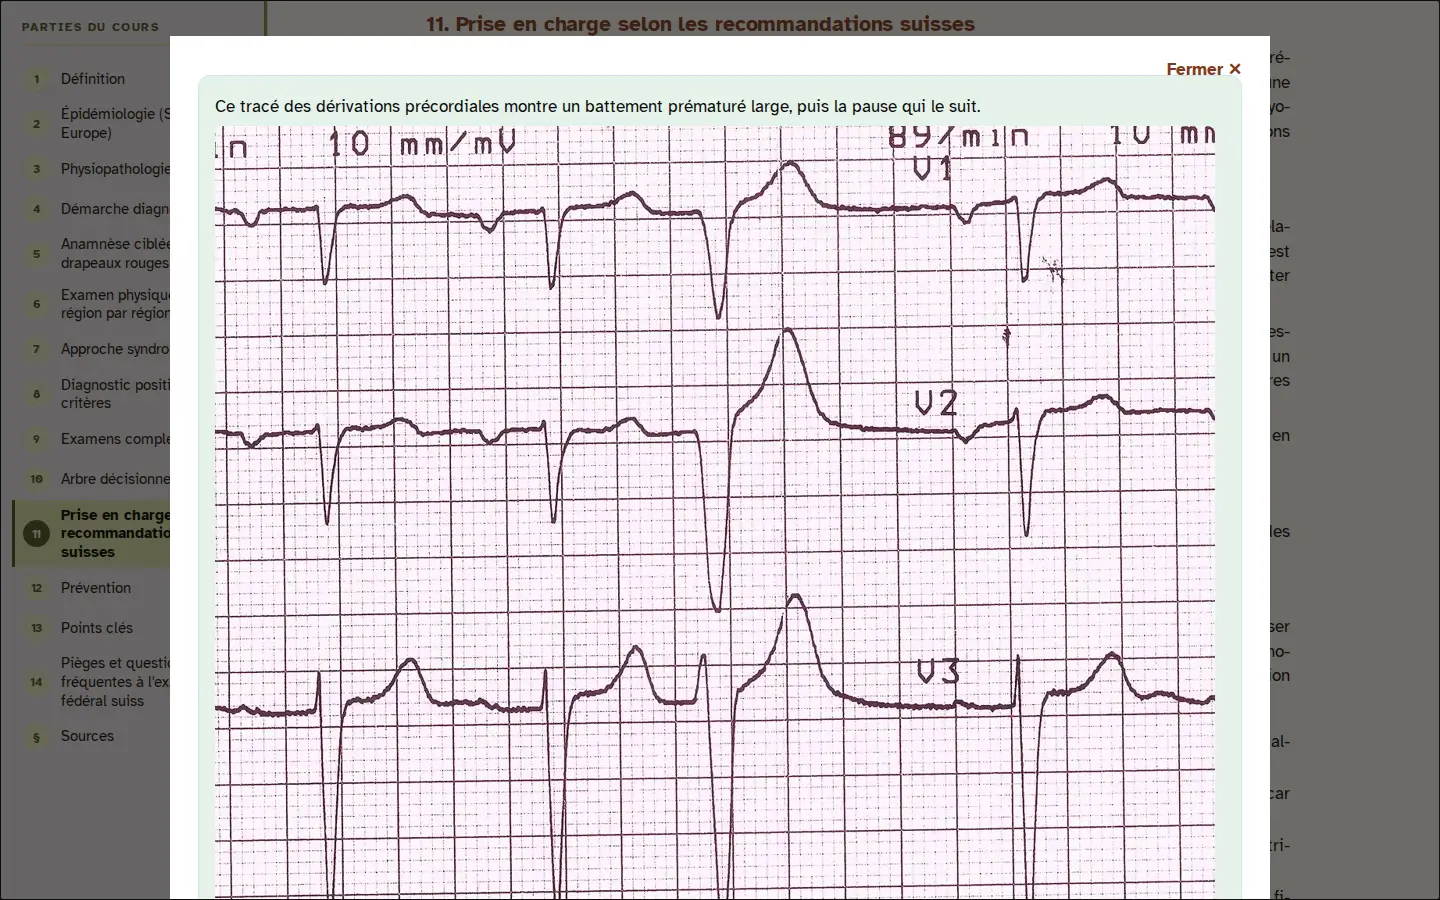 PARTIES DU COURS
1 Définition
2 Épidémiologie (S
Europe)
3 Physiopathologie
4 Démarche diagn
5 Anamnèse ciblée
drapeaux rouges
6 Examen physiqu
région par région
7 Approche syndro
8 Diagnostic positi
critères
9 Examens comple
10 Arbre décisionne
11 Prise en charge
recommandatio
suisses
12 Prévention
13 Points clés
14 Pièges et questi
fréquentes à l'ex
fédéral suiss
§ Sources
11. Prise en charge selon les recommandations suisses
Fermer ✕
Ce tracé des dérivations précordiales montre un battement prématuré large, puis la pause qui le suit.
10 mm/mV
89/min
10 mm
V1
V2
V3